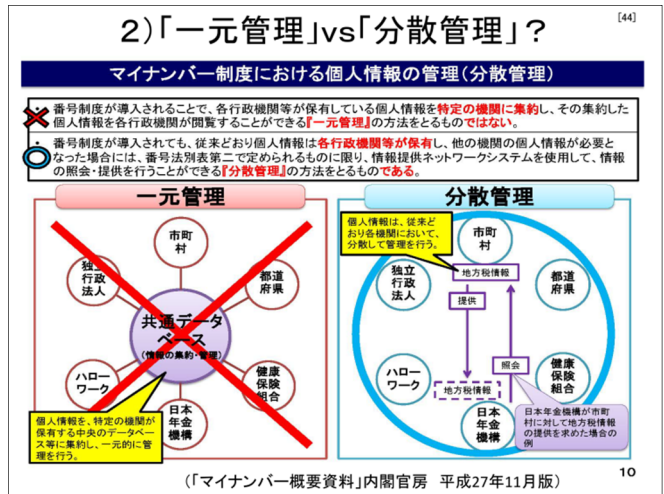 [44]
2)「一元管理」vs「分散管理」?
マイナンバー制度における個人情報の管理(分散管理)
・ 番号制度が導入されることで、各行政機関等が保有している個人情報を特定の機関に集約し、その集約した
個人情報を各行政機関が閲覧することができる『一元管理』の方法をとるものではない。
・ 番号制度が導入されても、従来どおり個人情報は各行政機関等が保有し、他の機関の個人情報が必要と
なった場合には、番号法別表第二で定められるものに限り、情報提供ネットワークシステムを使用して、情報
の照会・提供を行うことができる『分散管理』の方法をとるものである。
一元管理
市町
村
独立
行政
法人
都道
府県
共通データ
ベース
(情報の集約・管理)
ハロー
ワーク
健康
保険
組合
日本
年金
機構
個人情報を、特定の機関が
保有する中央のデータベー
ス等に集約し、一元的に管
理を行う。
分散管理
個人情報は、従来ど
おり各機関において、
分散して管理を行う。
市町
村
独立
行政
法人
地方税情報
都道
府県
提供
照会
ハロー
ワーク
地方税情報
健康
保険
組合
日本
年金
機構
日本年金機構が市町
村に対して地方税情報
の提供を求めた場合の
例
10
(「マイナンバー概要資料」内閣官房 平成27年11月版)